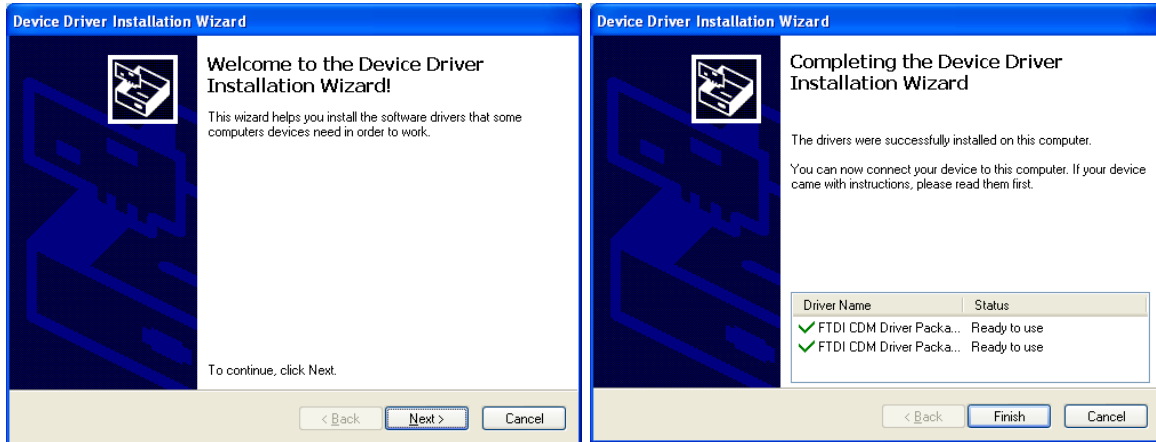 Device Driver Installation Wizard
Welcome to the Device Driver
Installation Wizard!
This wizard helps you install the software drivers that some
computers devices need in order to work.
To continue, click Next.
< Back
Next >
Cancel
Device Driver Installation Wizard
Completing the Device Driver
Installation Wizard
The drivers were successfully installed on this computer.
You can now connect your device to this computer. If your device
came with instructions, please read them first.
Driver Name Status
FTDI CDM Driver Packa... Ready to use
FTDI CDM Driver Packa... Ready to use
< Back
Finish
Cancel